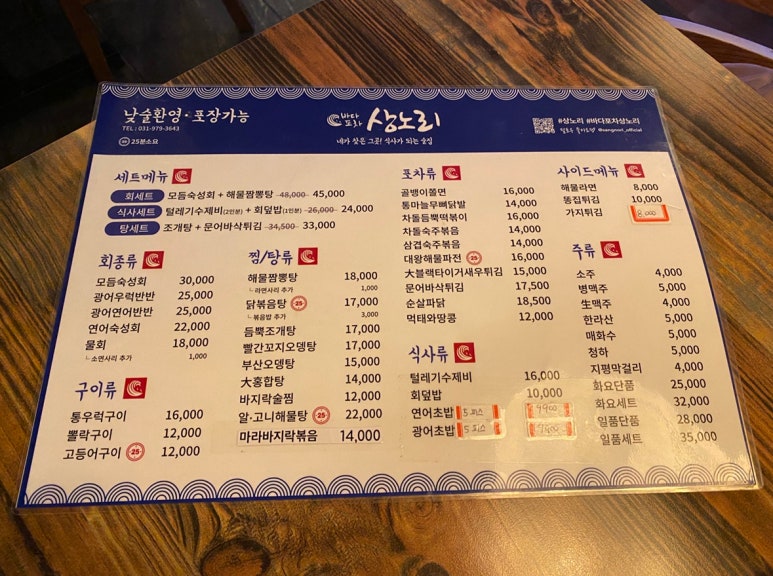 낮술환영·포장가능
TEL : 031-979-3643
25 25분소요
바다포차 상노리
네가 찾은 그곳! 식사가 되는 술집
#상노리 #바다포차상노리
@sangnori_official
세트메뉴
회세트 모듬숙성회 + 해물짬뽕탕 48,000 45,000
식사세트 털레기수제비(2인분) + 회덮밥(1인분) 26,000 24,000
탕세트 조개탕 + 문어바삭튀김 34,500 33,000
회종류
모듬숙성회 30,000
광어우럭반반 25,000
광어연어반반 25,000
연어숙성회 22,000
물회 18,000
└ 소면사리 추가 1,000
구이류
통우럭구이 16,000
뽈락구이 12,000
고등어구이 25 12,000
찜/탕류
해물짬뽕탕 18,000
└ 라면사리 추가 1,000
닭볶음탕 25 17,000
└ 볶음밥 추가 3,000
듬뿍조개탕 17,000
빨간꼬지오뎅탕 17,000
부산오뎅탕 15,000
大홍합탕 14,000
바지락술찜 12,000
알·고니해물탕 25 22,000
마라바지락볶음 14,000
포차류
골뱅이쫄면 16,000
통마늘무뼈닭발 14,000
차돌듬뿍떡볶이 16,000
차돌숙주볶음 14,000
삼겹숙주볶음 14,000
대왕해물파전 25 16,000
大블랙타이거새우튀김 15,000
문어바삭튀김 17,500
순살파닭 18,500
먹태와땅콩 12,000
식사류
털레기수제비 16,000
회덮밥 10,000
연어초밥 5피스 9900
광어초밥 5피스 7900
사이드메뉴
해물라면 8,000
똥집튀김 10,000
가지튀김 8,000
주류
소주 4,000
병맥주 5,000
生맥주 4,000
한라산 5,000
매화수 5,000
청하 5,000
지평막걸리 4,000
화요단품 25,000
화요세트 32,000
일품단품 28,000
일품세트 35,000